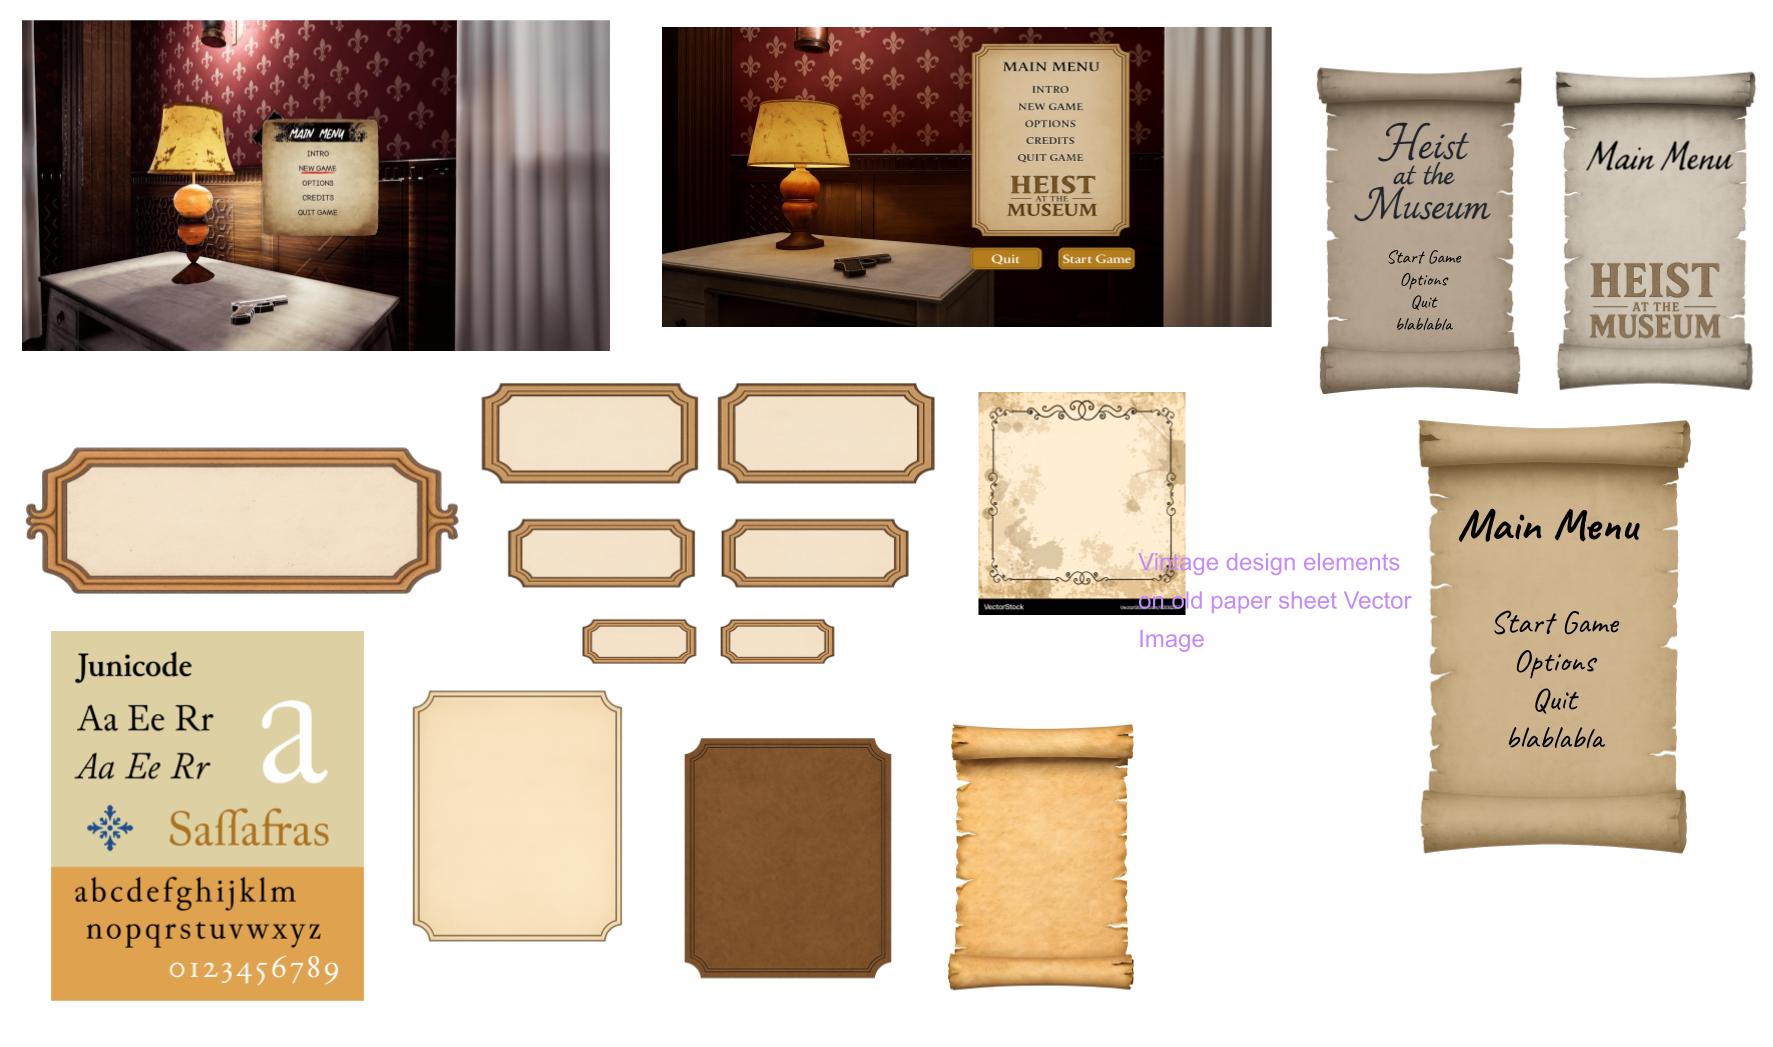 MAIN MENU
INTRO
NEW GAME
OPTIONS
CREDITS
QUIT GAME
MAIN MENU
INTRO
NEW GAME
OPTIONS
CREDITS
QUIT GAME
HEIST
AT THE
MUSEUM
Quit
Start Game
Heist
at the
Museum
Start Game
Options
Quit
blablabla
Main Menu
HEIST
AT THE
MUSEUM
VectorStock
Vintage design elements
on old paper sheet Vector
Image
Main Menu
Start Game
Options
Quit
blablabla
Junicode
Aa Ee Rr
a
Aa Ee Rr
Saſſafras
abcdefghijklm
nopqrstuvwxyz
0123456789